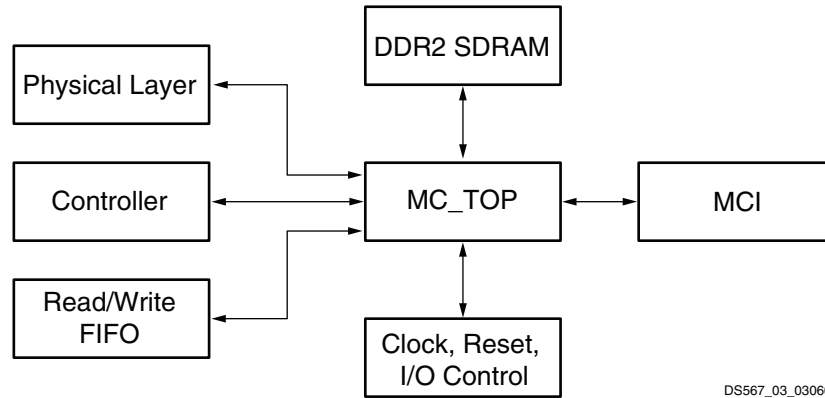 DDR2 SDRAM
Physical Layer
Controller
MC_TOP
MCI
Read/Write
FIFO
Clock, Reset,
I/O Control